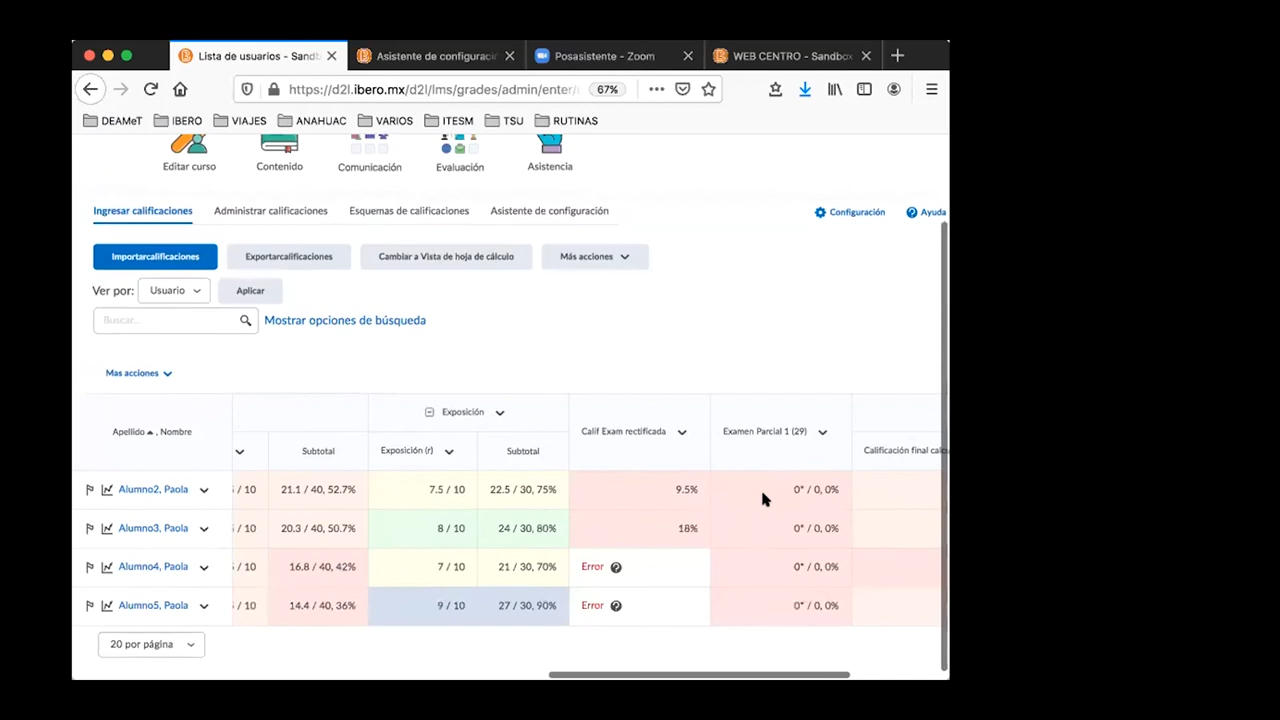 Lista de usuarios - Sandb
Asistente de configuraci
Posasistente - Zoom
WEB CENTRO - Sandbox
https://d2l.ibero.mx/d2l/lms/grades/admin/enter/
67%
DEAMeT
IBERO
VIAJES
ANAHUAC
VARIOS
ITESM
TSU
RUTINAS
Editar curso
Contenido
Comunicación
Evaluación
Asistencia
Ingresar calificaciones
Administrar calificaciones
Esquemas de calificaciones
Asistente de configuración
Configuración
Ayuda
Importarcalificaciones
Exportarcalificaciones
Cambiar a Vista de hoja de cálculo
Más acciones
Ver por: Usuario
Aplicar
Buscar...
Mostrar opciones de búsqueda
Mas acciones
Apellido, Nombre
Subtotal
Exposición
Exposición (r)
Subtotal
Calif Exam rectificada
Examen Parcial 1 (29)
Calificación final calc
Alumno2, Paola / 10 21.1 / 40, 52.7% 7.5 / 10 22.5 / 30, 75% 9.5% 0* / 0, 0%
Alumno3, Paola / 10 20.3 / 40, 50.7% 8 / 10 24 / 30, 80% 18% 0* / 0, 0%
Alumno4, Paola / 10 16.8 / 40, 42% 7 / 10 21 / 30, 70% Error 0* / 0, 0%
Alumno5, Paola / 10 14.4 / 40, 36% 9 / 10 27 / 30, 90% Error 0* / 0, 0%
20 por página